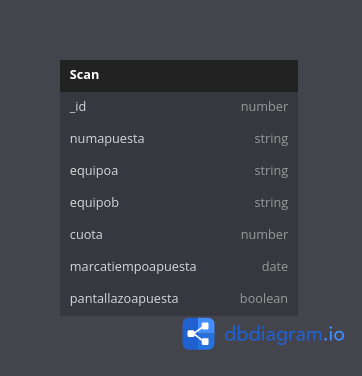 Scan
_id number
numapuesta string
equipoa string
equipob string
cuota number
marcatiempoapuesta date
pantallazoapuesta boolean
dbdiagram.io